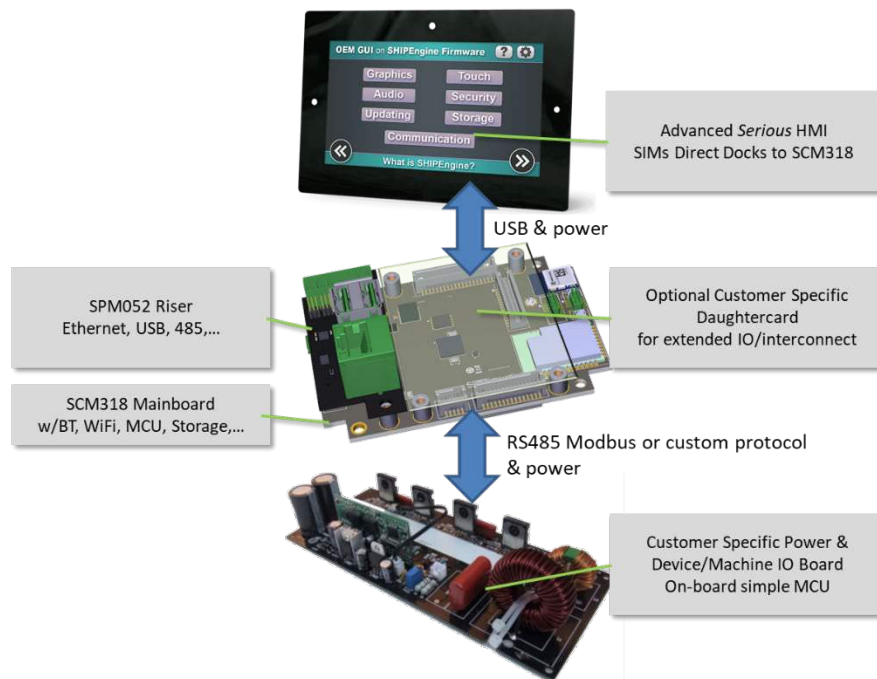 OEM GUI on SHIPEngine Firmware ?
Graphics Touch
Audio Security
Updating Storage
Communication
What is SHIPEngine?
Advanced Serious HMI
SIMs Direct Docks to SCM318
USB & power
SPM052 Riser
Ethernet, USB, 485,...
Optional Customer Specific
Daughtercard
for extended IO/interconnect
SCM318 Mainboard
w/BT, WiFi, MCU, Storage,...
RS485 Modbus or custom protocol
& power
Customer Specific Power &
Device/Machine IO Board
On-board simple MCU